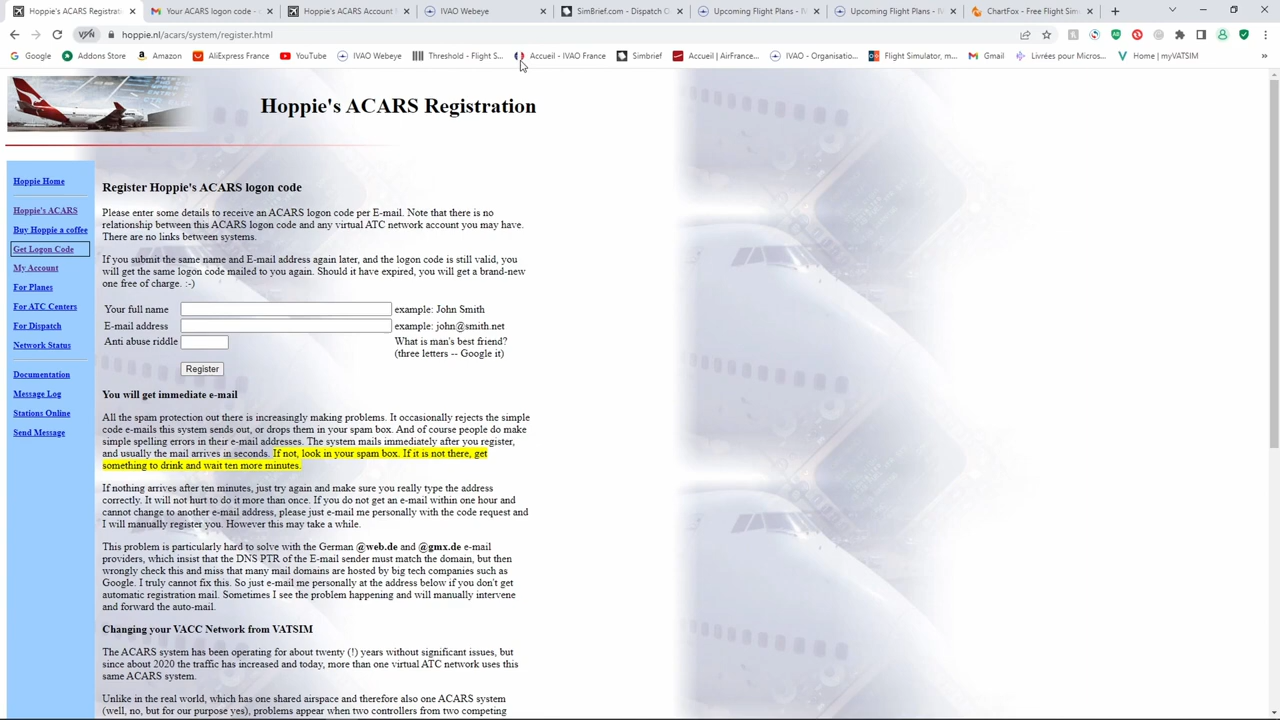 Hoppie's ACARS Registrati
Your ACARS logon code -
Hoppie's ACARS Account
IVAO Webeye
SimBrief.com - Dispatch O
Upcoming Flight Plans - IV
Upcoming Flight Plans - IV
ChartFox - Free Flight Sim
VPN
hoppie.nl/acars/system/register.html
Google
Addons Store
Amazon
AliExpress France
YouTube
IVAO Webeye
Threshold - Flight S...
Accueil - IVAO France
Simbrief
Accueil | AirFrance...
IVAO - Organisatio...
Flight Simulator, m...
Gmail
Livrées pour Micros...
Home | myVATSIM
»
Hoppie's ACARS Registration
Hoppie Home
Hoppie's ACARS
Buy Hoppie a coffee
Get Logon Code
My Account
For Planes
For ATC Centers
For Dispatch
Network Status
Documentation
Message Log
Stations Online
Send Message
Register Hoppie's ACARS logon code
Please enter some details to receive an ACARS logon code per E-mail. Note that there is no
relationship between this ACARS logon code and any virtual ATC network account you may have.
There are no links between systems.
If you submit the same name and E-mail address again later, and the logon code is still valid, you
will get the same logon code mailed to you again. Should it have expired, you will get a brand-new
one free of charge. :-)
Your full name example: John Smith
E-mail address example: john@smith.net
Anti abuse riddle What is man's best friend?
(three letters -- Google it)
Register
You will get immediate e-mail
All the spam protection out there is increasingly making problems. It occasionally rejects the simple
code e-mails this system sends out, or drops them in your spam box. And of course people do make
simple spelling errors in their e-mail addresses. The system mails immediately after you register,
and usually the mail arrives in seconds. If not, look in your spam box. If it is not there, get
something to drink and wait ten more minutes.
If nothing arrives after ten minutes, just try again and make sure you really type the address
correctly. It will not hurt to do it more than once. If you do not get an e-mail within one hour and
cannot change to another e-mail address, please just e-mail me personally with the code request and
I will manually register you. However this may take a while.
This problem is particularly hard to solve with the German @web.de and @gmx.de e-mail
providers, which insist that the DNS PTR of the E-mail sender must match the domain, but then
wrongly check this and miss that many mail domains are hosted by big tech companies such as
Google. I truly cannot fix this. So just e-mail me personally at the address below if you don't get
automatic registration mail. Sometimes I see the problem happening and will manually intervene
and forward the auto-mail.
Changing your VACC Network from VATSIM
The ACARS system has been operating for about twenty (!) years without significant issues, but
since about 2020 the traffic has increased and today, more than one virtual ATC network uses this
same ACARS system.
Unlike in the real world, which has one shared airspace and therefore also one ACARS system
(well, no, but for our purpose yes), problems appear when two controllers from two competing